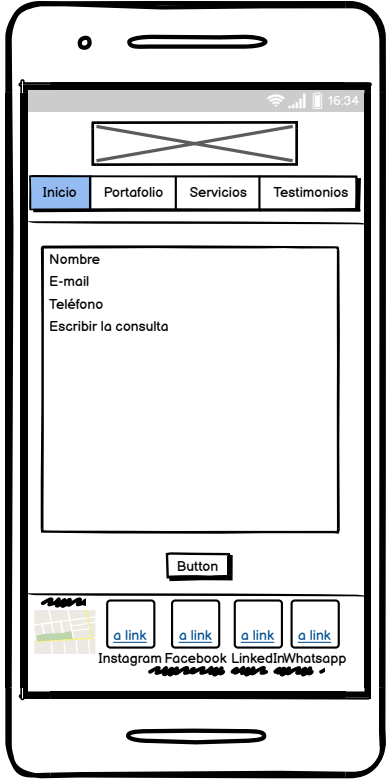 16:34
Inicio Portafolio Servicios Testimonios
Nombre
E-mail
Teléfono
Escribir la consulta
Button
a link a link a link a link
Instagram Facebook LinkedIn Whatsapp